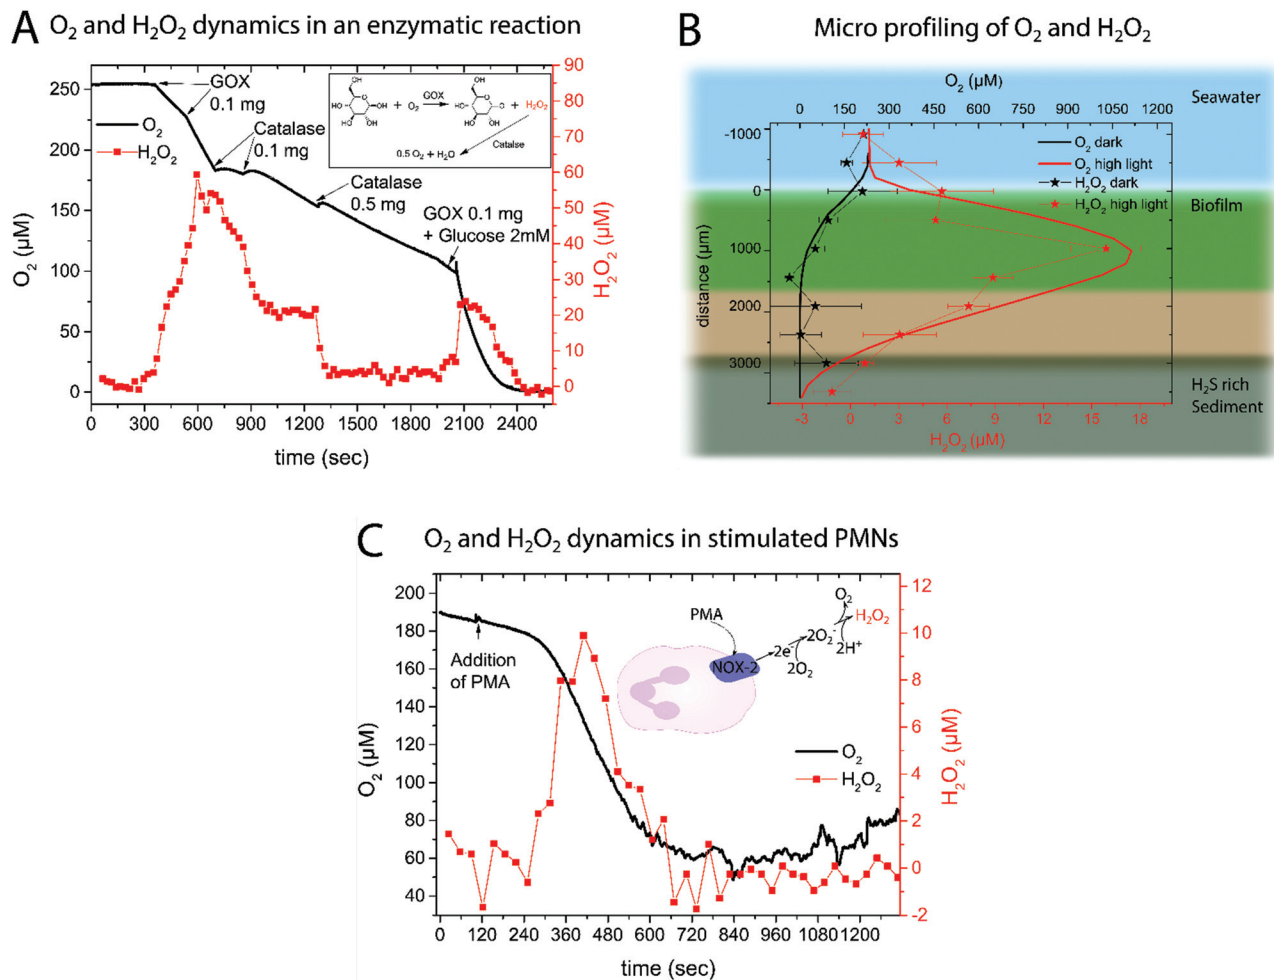 A O₂ and H₂O₂ dynamics in an enzymatic reaction
250
200
150
100
50
0
O₂ (µM)
90
80
70
60
50
40
30
20
10
0
H₂O₂ (µM)
0 300 600 900 1200 1500 1800 2100 2400
time (sec)
GOX
0.1 mg
O₂
H₂O₂
Catalase
0.1 mg
Catalase
0.5 mg
GOX 0.1 mg
+ Glucose 2mM
+ O₂ GOX + H₂O₂
0.5 O₂ + H₂O
Catalse
B Micro profiling of O₂ and H₂O₂
O₂ (µM)
0 150 300 450 600 750 900 1050 1200
Seawater
-1000
0
1000
2000
3000
distance (µm)
O₂ dark
O₂ high light
H₂O₂ dark
H₂O₂ high light
Biofilm
H₂S rich
Sediment
-3 0 3 6 9 12 15 18
H₂O₂ (µM)
C O₂ and H₂O₂ dynamics in stimulated PMNs
200
180
160
140
120
100
80
60
40
O₂ (µM)
12
10
8
6
4
2
0
-2
H₂O₂ (µM)
Addition
of PMA
PMA
NOX-2
2e⁻
2O₂
2O₂⁻
2H⁺
O₂
H₂O₂
O₂
H₂O₂
0 120 240 360 480 600 720 840 960 1080 1200
time (sec)